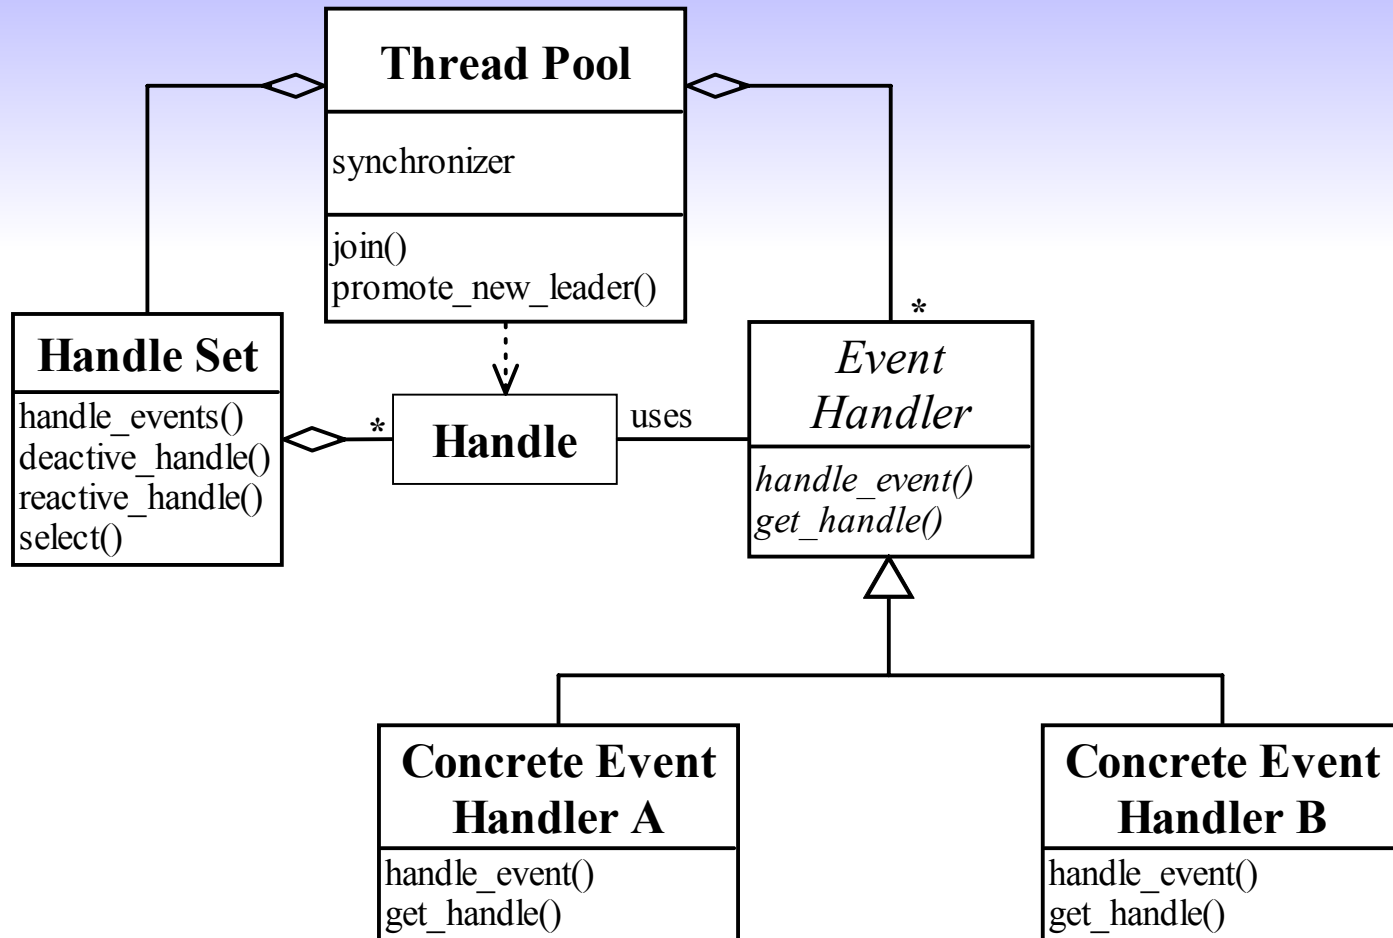 Thread Pool
synchronizer
join()
promote_new_leader()
Handle Set
handle_events()
deactive_handle()
reactive_handle()
select()
*
Handle
uses
*
Event
Handler
handle_event()
get_handle()
Concrete Event
Handler A
handle_event()
get_handle()
Concrete Event
Handler B
handle_event()
get_handle()